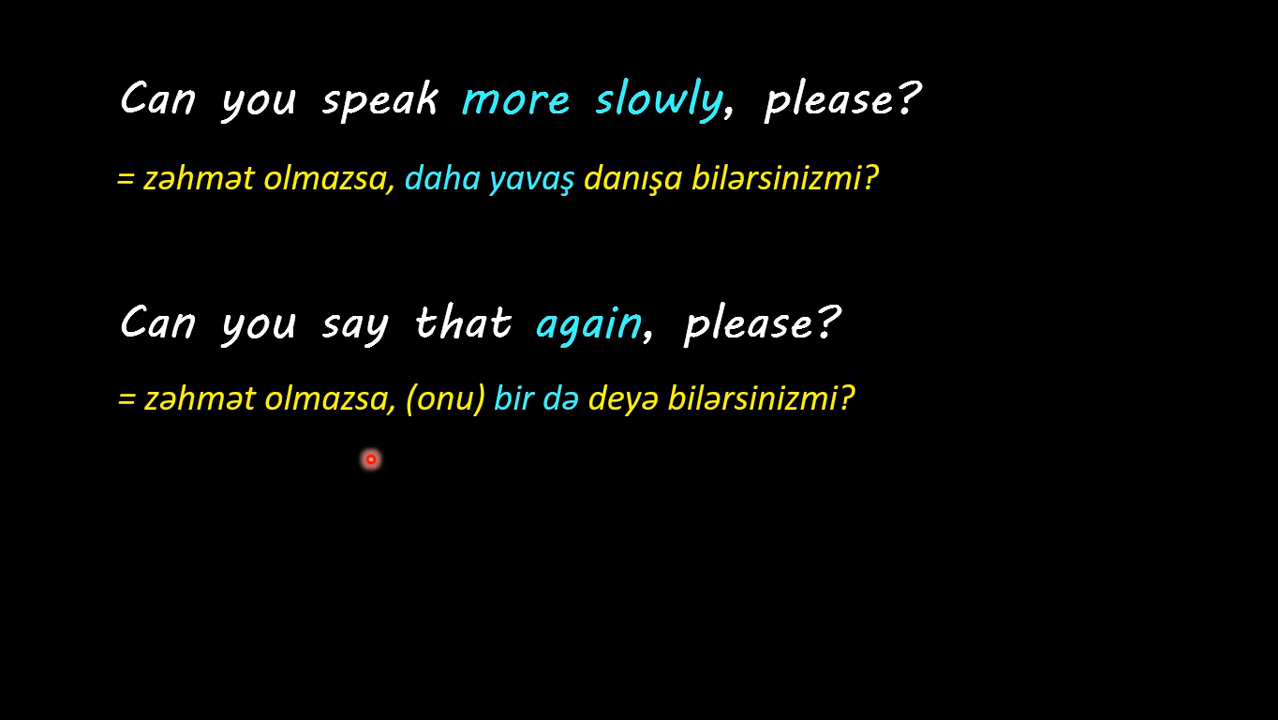 Can you speak more slowly, please?
= zəhmət olmazsa, daha yavaş danışa bilərsinizmi?
Can you say that again, please?
= zəhmət olmazsa, (onu) bir də deyə bilərsinizmi?